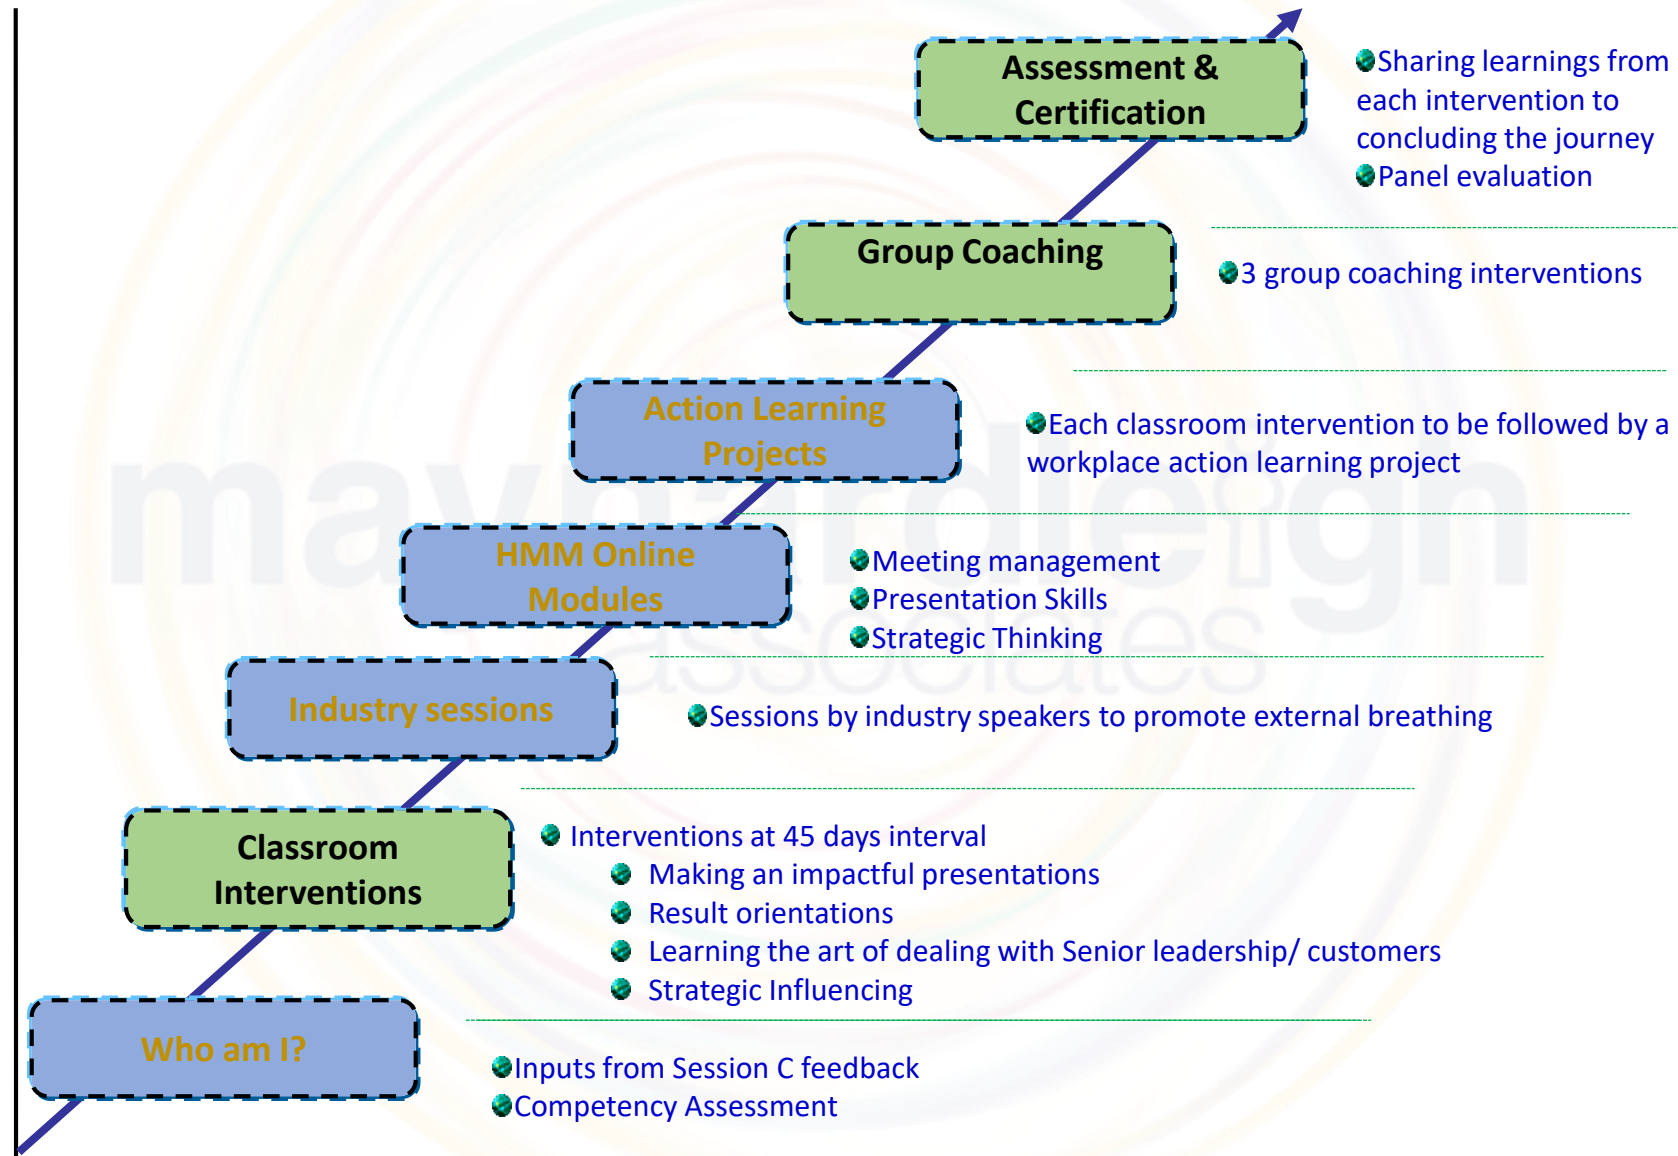 Assessment &
Certification
Sharing learnings from
each intervention to
concluding the journey
Panel evaluation
Group Coaching
3 group coaching interventions
Action Learning
Projects
Each classroom intervention to be followed by a
workplace action learning project
HMM Online
Modules
Meeting management
Presentation Skills
Strategic Thinking
Industry sessions
Sessions by industry speakers to promote external breathing
Classroom
Interventions
Interventions at 45 days interval
Making an impactful presentations
Result orientations
Learning the art of dealing with Senior leadership/ customers
Strategic Influencing
Who am I?
Inputs from Session C feedback
Competency Assessment
maynardleigh
associates